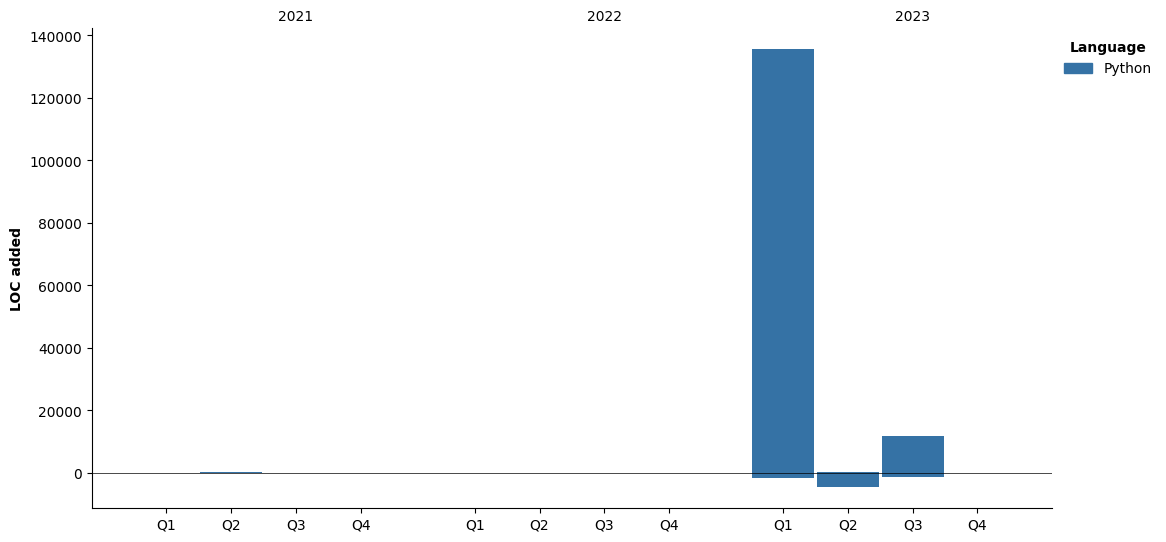 2021 2022 2023
Language
Python
LOC added
140000
120000
100000
80000
60000
40000
20000
0
Q1 Q2 Q3 Q4 Q1 Q2 Q3 Q4 Q1 Q2 Q3 Q4